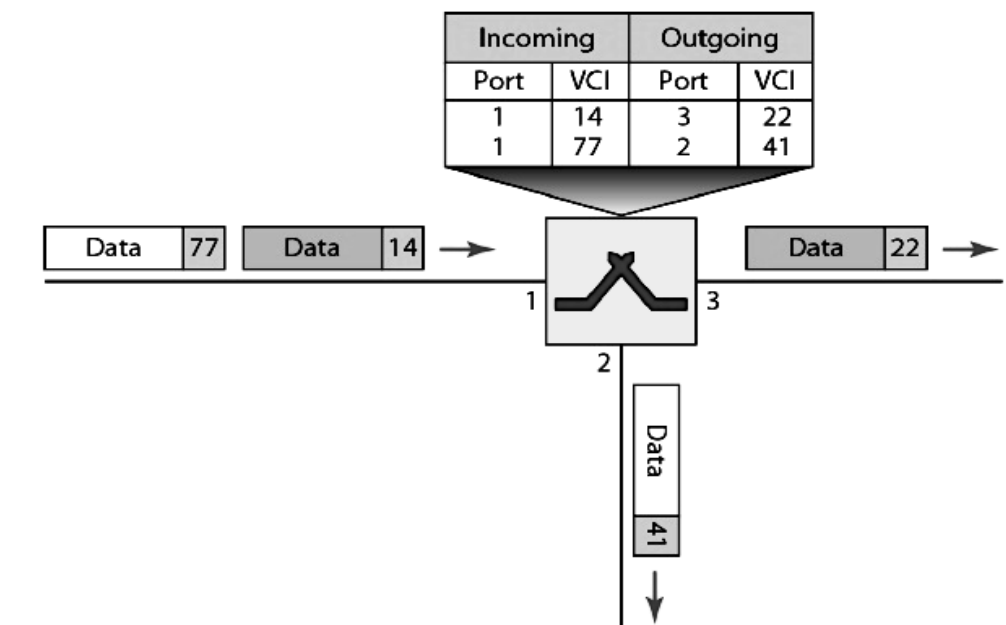 Incoming Outgoing
Port VCI Port VCI
1 14 3 22
1 77 2 41
Data 77 Data 14 Data 22
1 3
2
Data 41